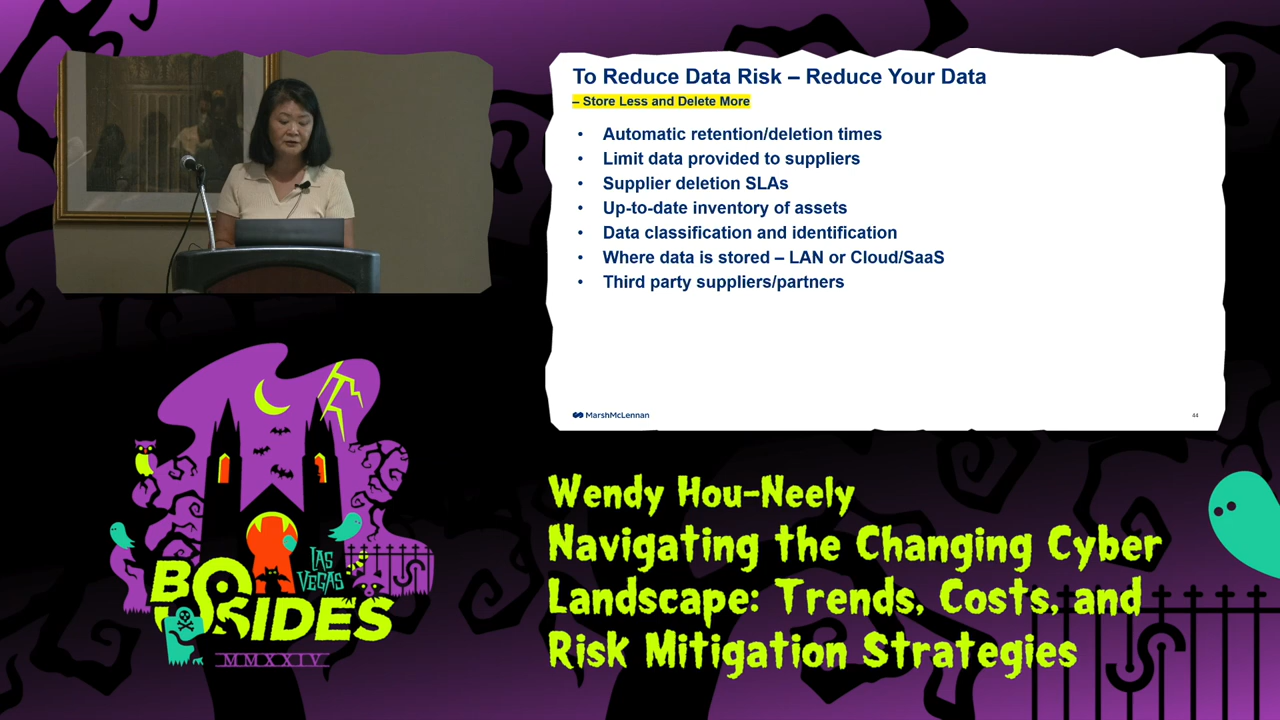 To Reduce Data Risk – Reduce Your Data
– Store Less and Delete More
• Automatic retention/deletion times
• Limit data provided to suppliers
• Supplier deletion SLAs
• Up-to-date inventory of assets
• Data classification and identification
• Where data is stored – LAN or Cloud/SaaS
• Third party suppliers/partners
MarshMcLennan
44
LAS
VEGAS
BSIDES
MMXXIV
Wendy Hou-Neely
Navigating the Changing Cyber
Landscape: Trends, Costs, and
Risk Mitigation Strategies